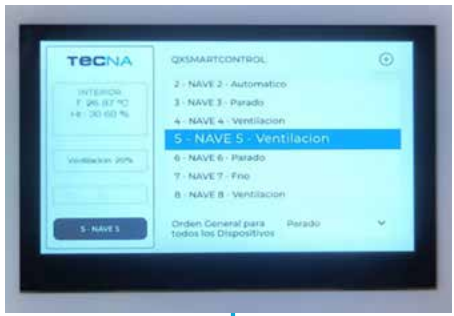 TECNA
INTERIOR
T: 26.87 ºC
Hr: 30.60 %
Ventilacion 20%
5 - NAVE 5
QXSMARTCONTROL
2 - NAVE 2 - Automatico
3 - NAVE 3 - Parado
4 - NAVE 4 - Ventilacion
5 - NAVE 5 - Ventilacion
6 - NAVE 6 - Parado
7 - NAVE 7 - Frio
8 - NAVE 8 - Ventilacion
Orden General para Parado
todos los Dispositivos